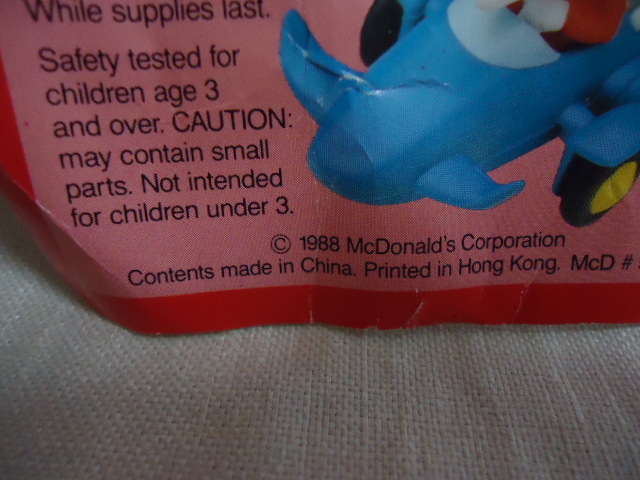 While supplies last.
Safety tested for
children age 3
and over. CAUTION:
may contain small
parts. Not intended
for children under 3.
© 1988 McDonald's Corporation
Contents made in China. Printed in Hong Kong. McD #